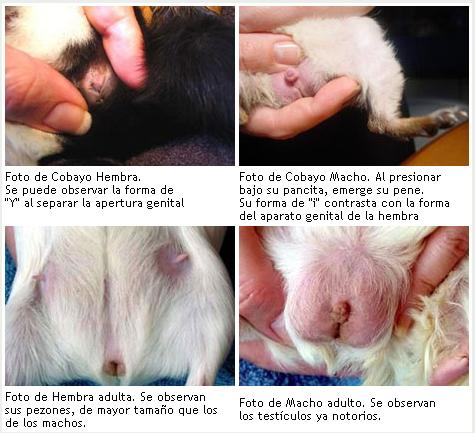 Foto de Cobayo Hembra.
Se puede observar la forma de
"Y" al separar la apertura genital
Foto de Cobayo Macho. Al presionar
bajo su pancita, emerge su pene.
Su forma de "i" contrasta con la forma
del aparato genital de la hembra
Foto de Hembra adulta. Se observan
sus pezones, de mayor tamaño que los
de los machos.
Foto de Macho adulto. Se observan
los testículos ya notorios.